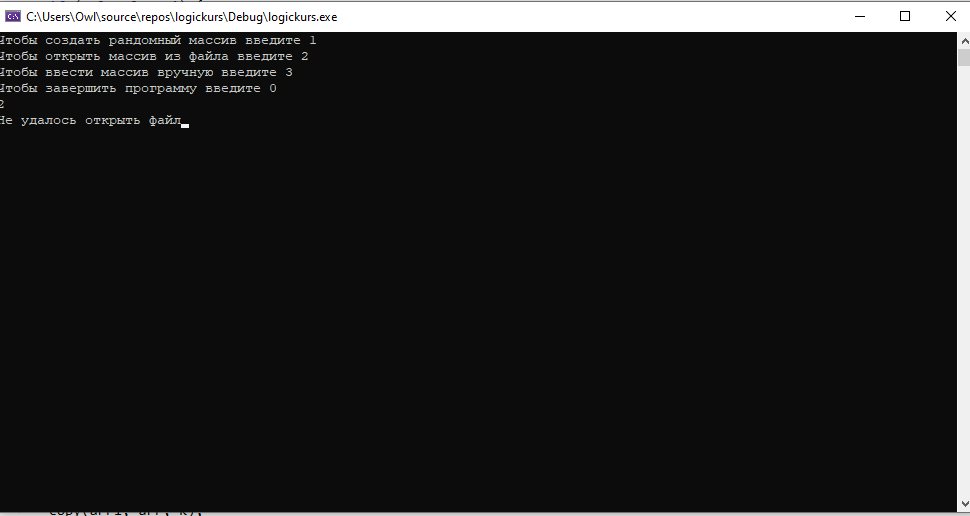 C:\Users\Owl\source\repos\logickurs\Debug\logickurs.exe
Чтобы создать рандомный массив введите 1
Чтобы открыть массив из файла введите 2
Чтобы ввести массив вручную введите 3
Чтобы завершить программу введите 0
2
Не удалось открыть файл